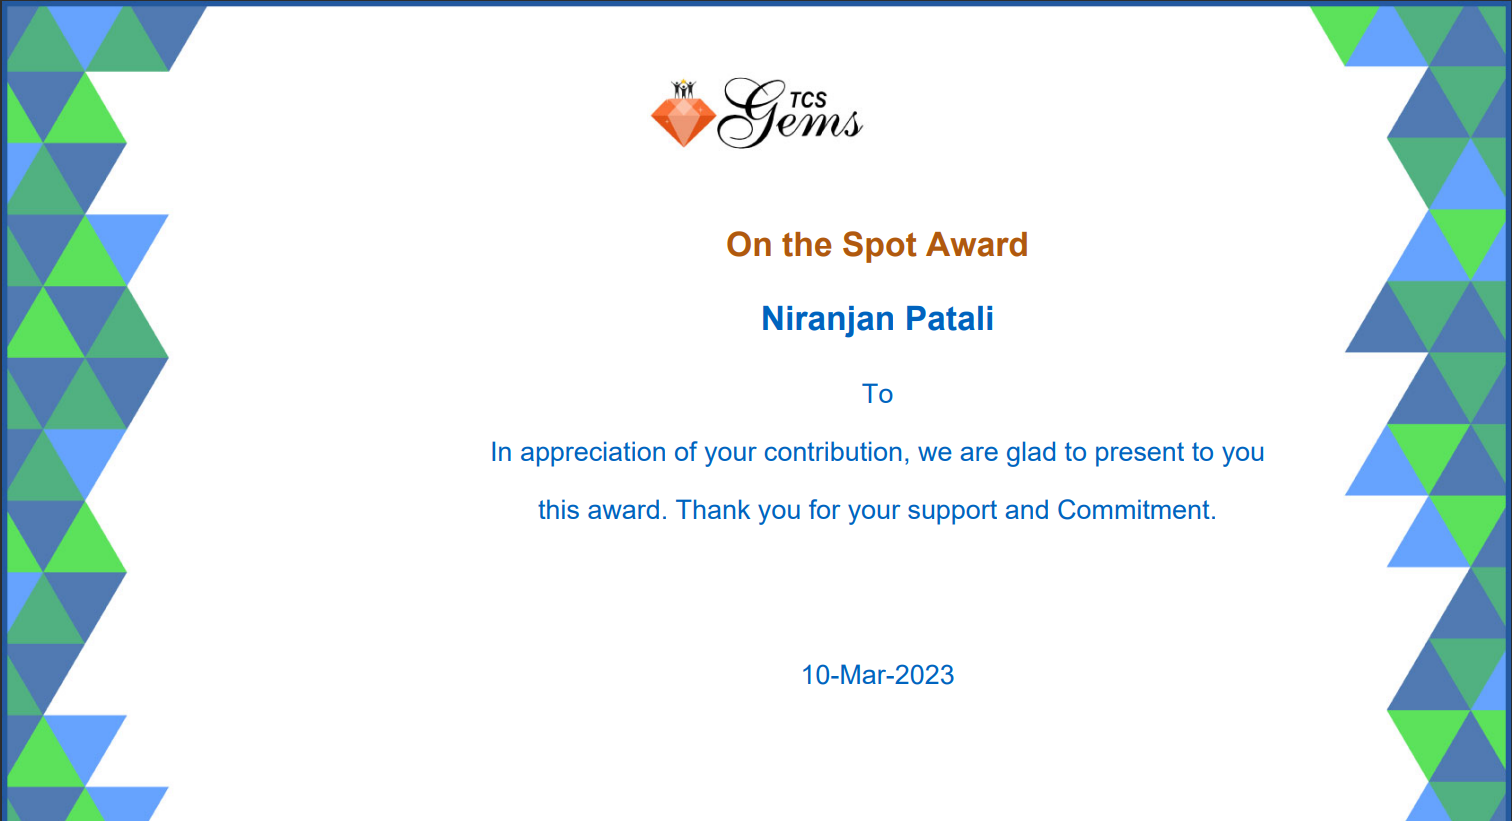 TCS
Gems
On the Spot Award
Niranjan Patali
To
In appreciation of your contribution, we are glad to present to you
this award. Thank you for your support and Commitment.
10-Mar-2023